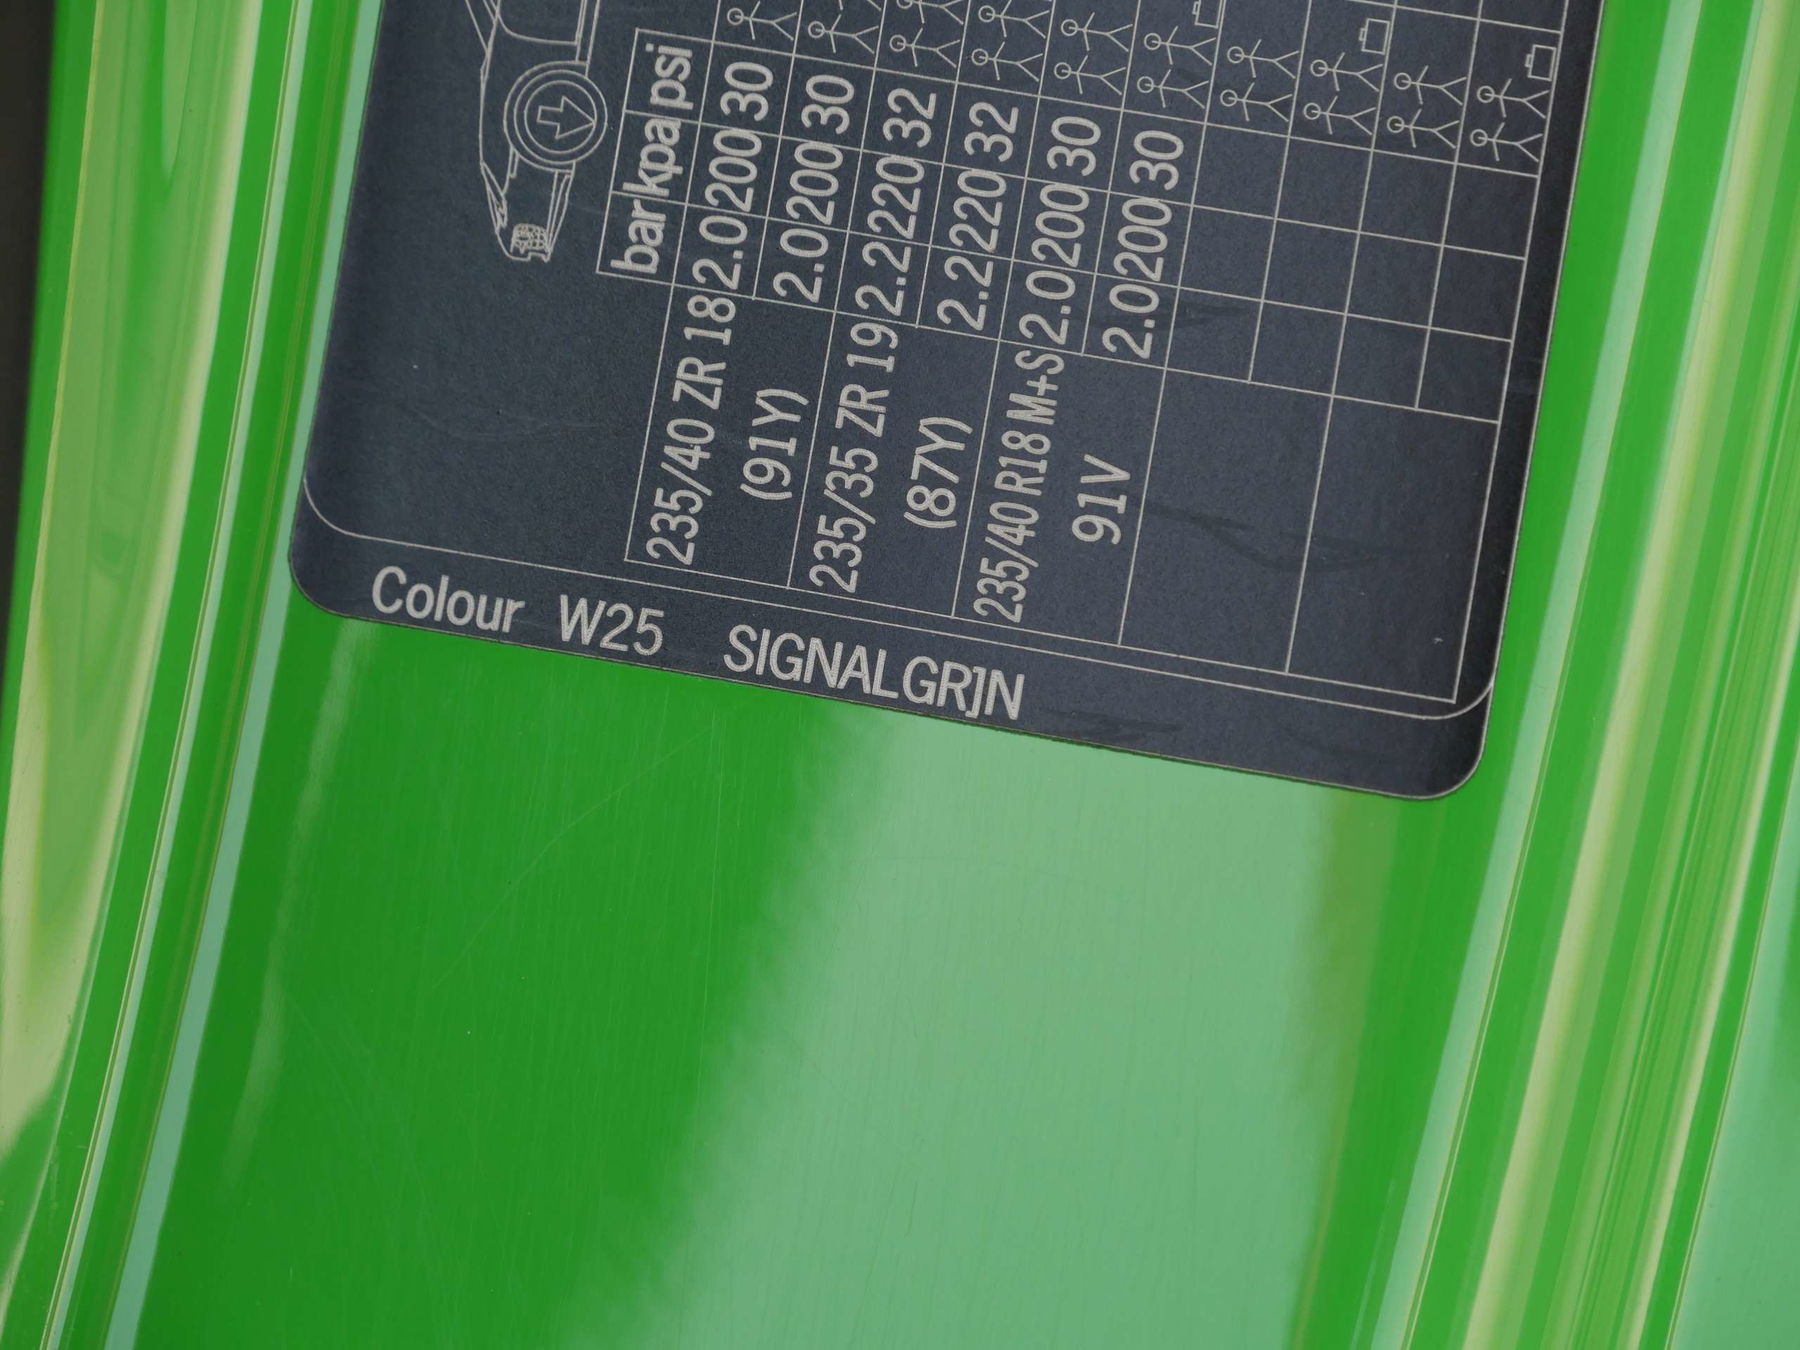 bar kpa psi
235/40 ZR 18 2.0 200 30
(91Y) 2.0 200 30
235/35 ZR 19 2.2 220 32
(87Y) 2.2 220 32
235/40 R18 M+S 2.0 200 30
91V 2.0 200 30
Colour W25 SIGNALGR]N